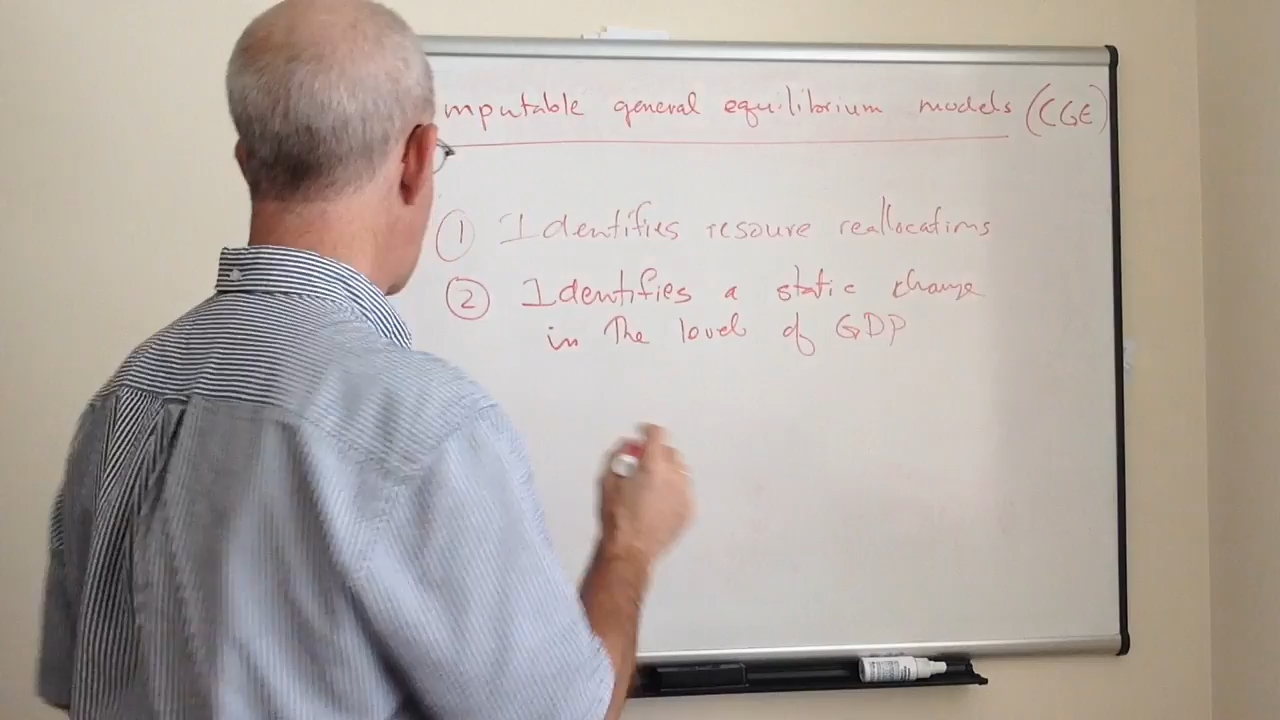 mputable general equilibrium models (CGE)
1 Identifies resoure reallocations
2 Identifies a static change
in the level of GDP